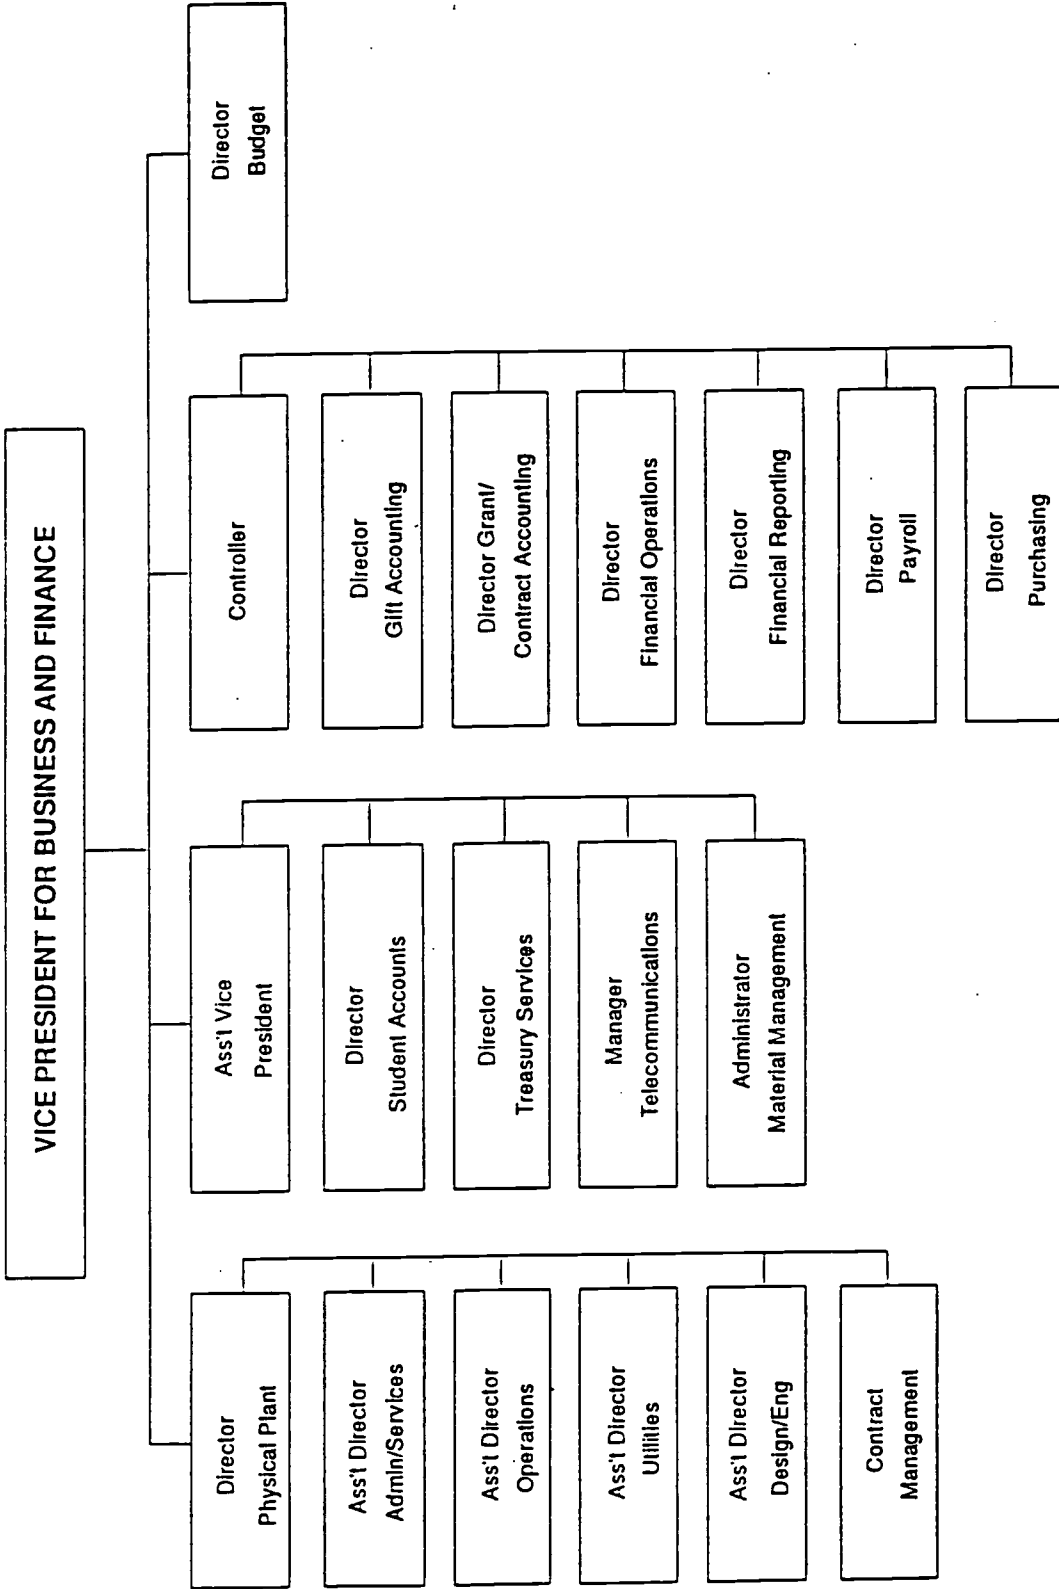 VICE PRESIDENT FOR BUSINESS AND FINANCE
Director
Physical Plant
Ass't Director
Admin/Services
Ass't Director
Operations
Ass't Director
Utilities
Ass't Director
Design/Eng
Contract
Management
Ass't Vice
President
Director
Student Accounts
Director
Treasury Services
Manager
Telecommunications
Administrator
Material Management
Controller
Director
Gift Accounting
Director Grant/
Contract Accounting
Director
Financial Operations
Director
Financial Reporting
Director
Payroll
Director
Purchasing
Director
Budget